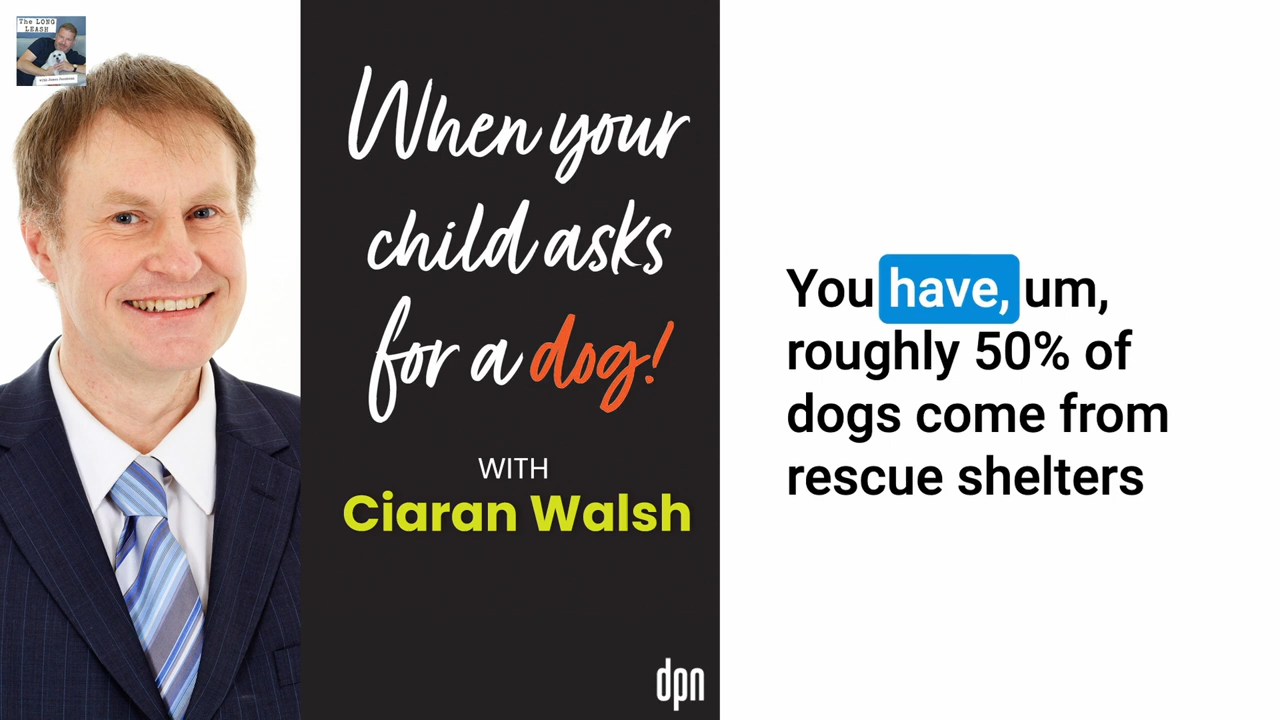 The LONG
LEASH
When your
child asks
for a dog!
WITH
Ciaran Walsh
dpn
You have, um,
roughly 50% of
dogs come from
rescue shelters